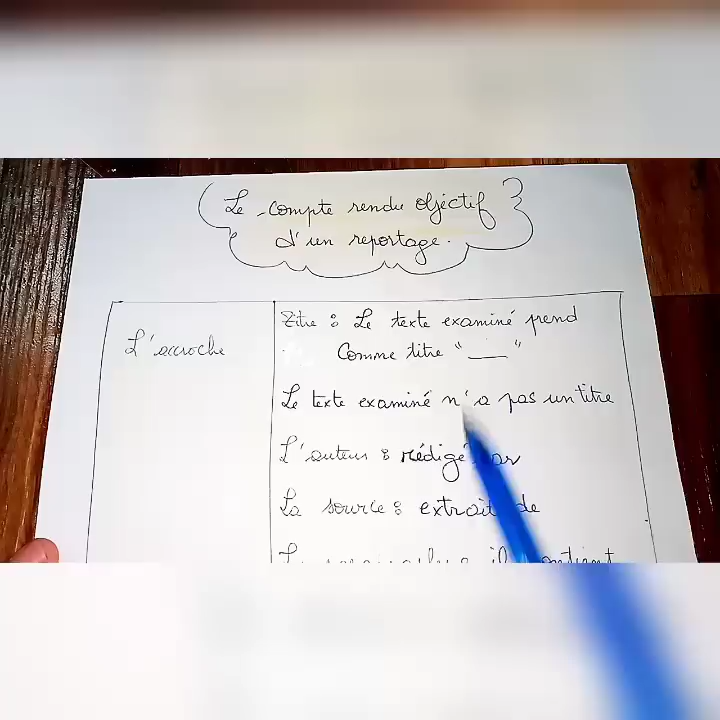 Le compte rendu objectif
d'un reportage.
L'accroche
Titre : Le texte examiné prend
comme titre "___"
Le texte examiné n'a pas un titre
L'auteur : rédigé par
La source : extrait de